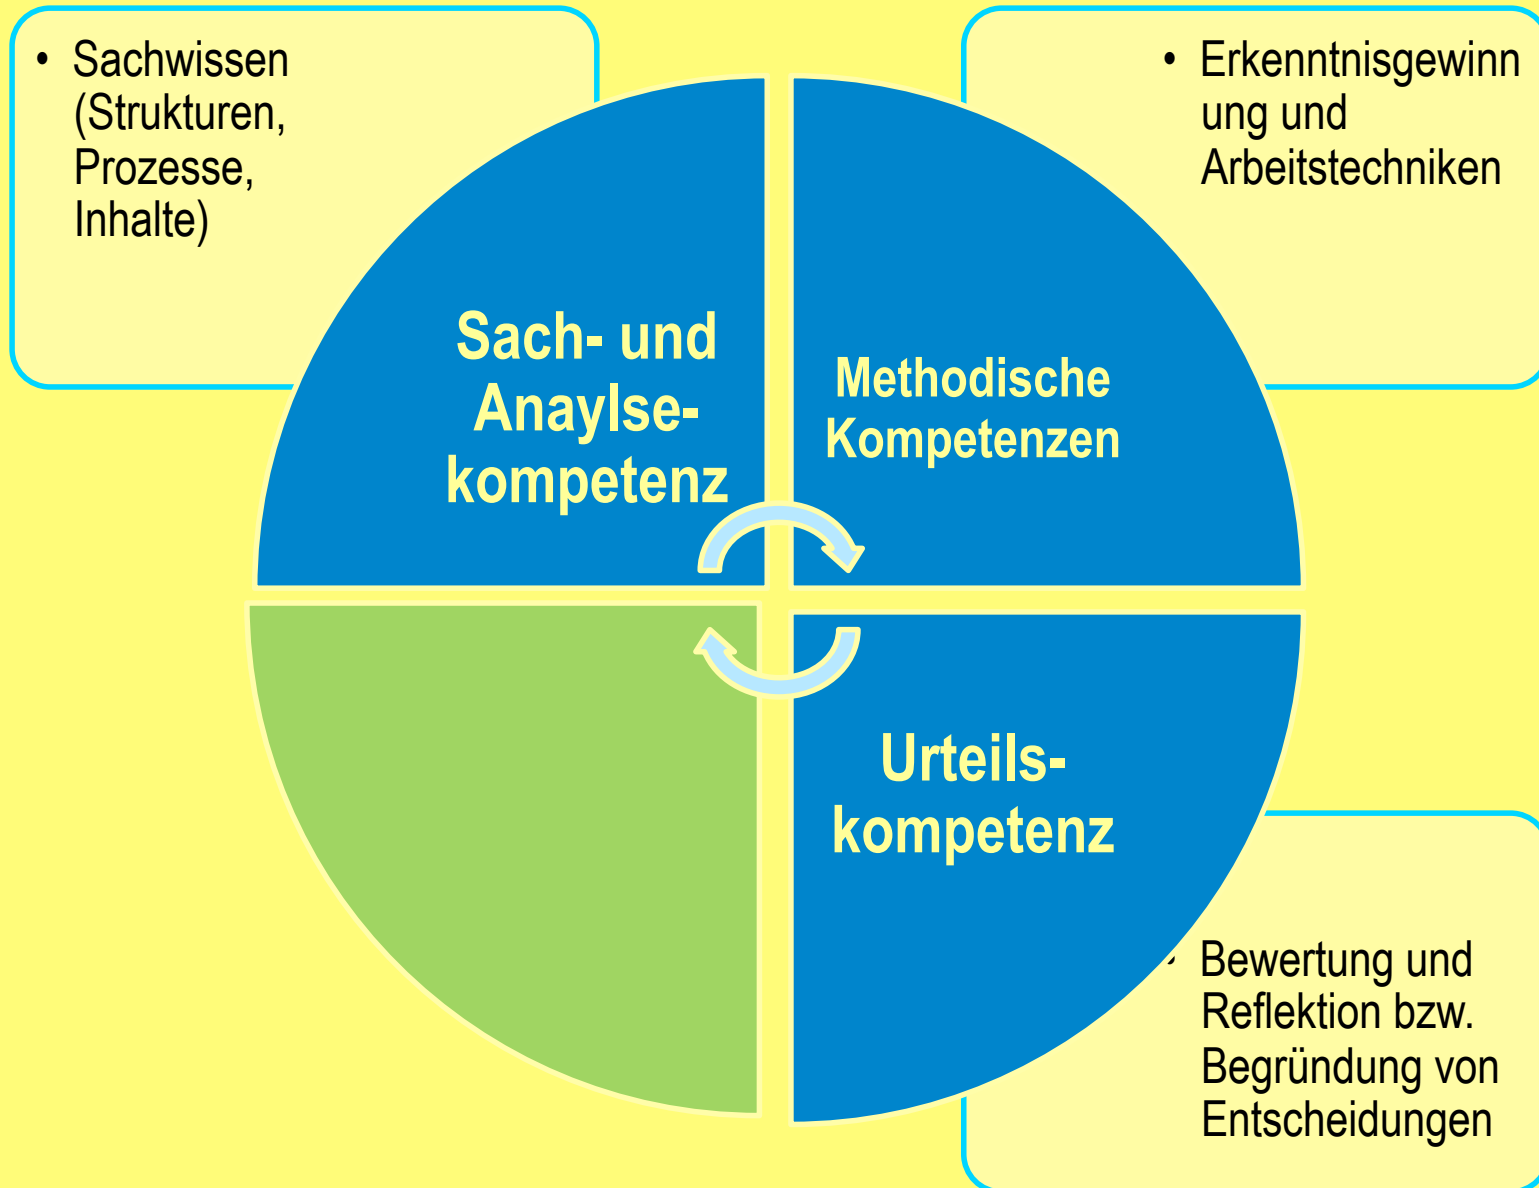 • Sachwissen
(Strukturen,
Prozesse,
Inhalte)
• Erkenntnisgewinn
ung und
Arbeitstechniken
Sach- und
Anaylse-
kompetenz
Methodische
Kompetenzen
Urteils-
kompetenz
• Bewertung und
Reflektion bzw.
Begründung von
Entscheidungen